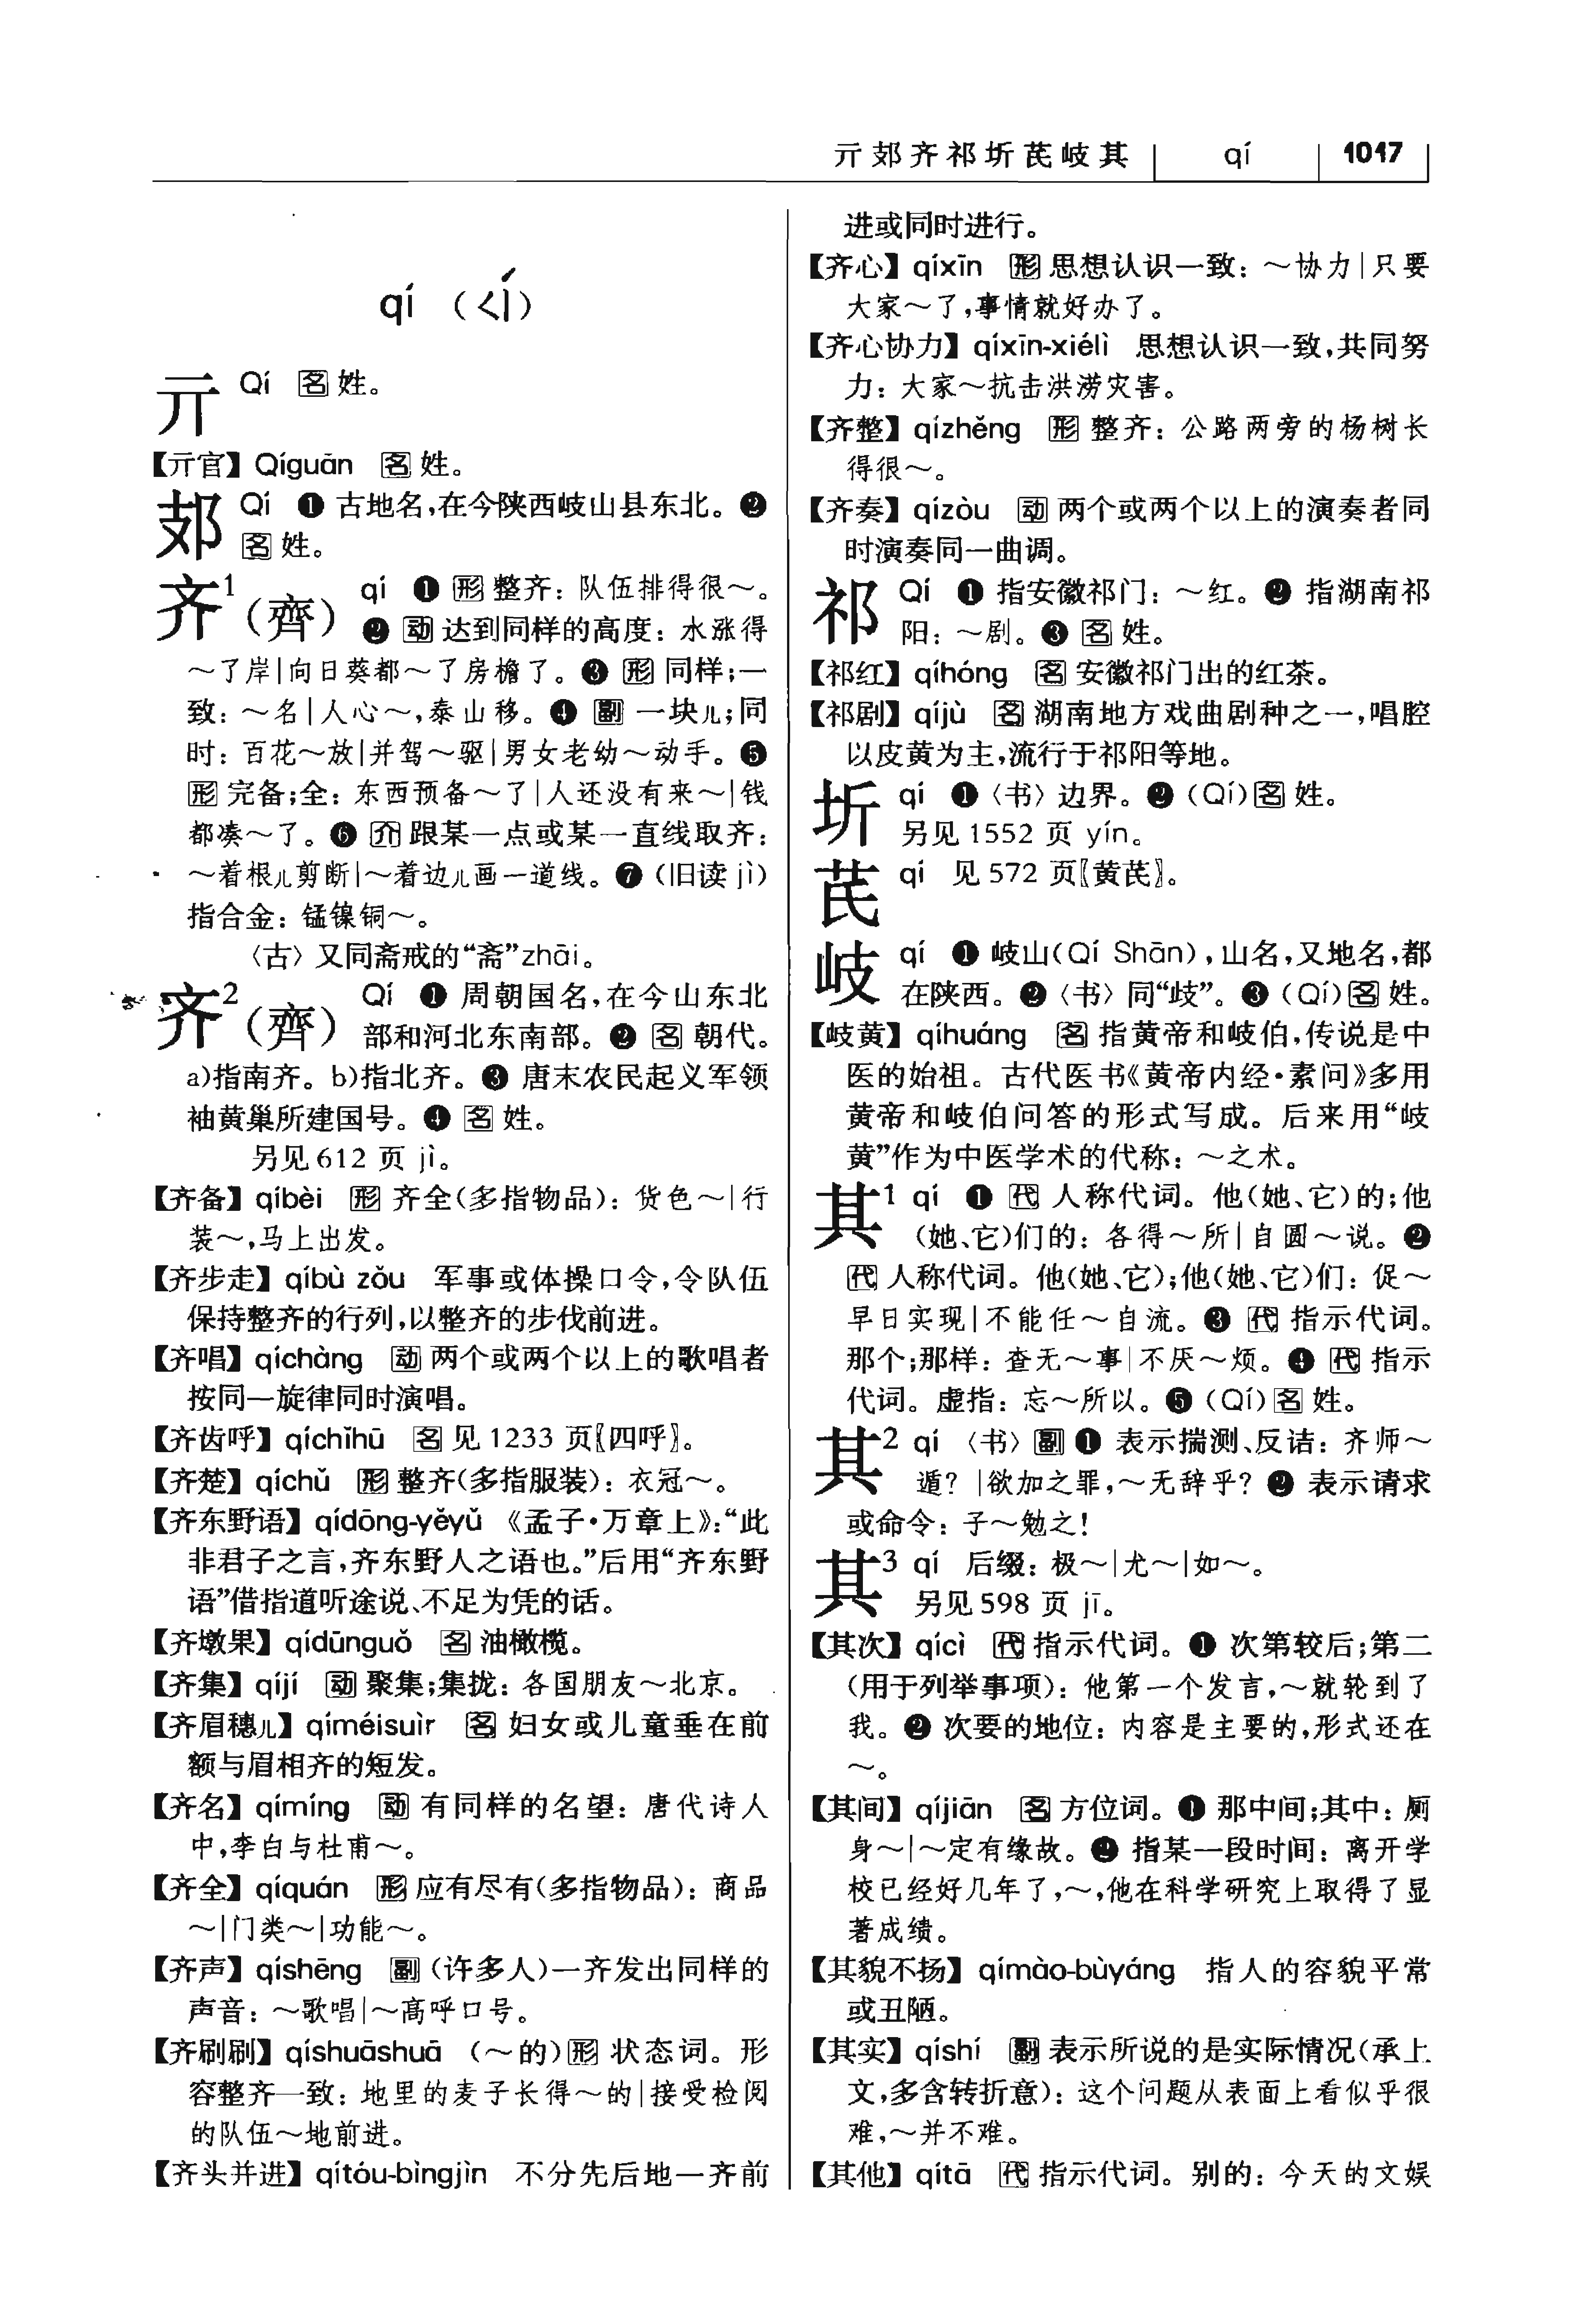 亓郂齐祁圻芪岐其 qí 1017
qí (ㄑㄧˊ)
亓 Qí 名 姓。
【亓官】Qíguān 名 姓。
郂 Qí ❶ 古地名,在今陕西岐山县东北。❷
名 姓。
齐¹(齊) qí ❶ 形 整齐：队伍排得很～。
❷ 动 达到同样的高度：水涨得
～了岸|向日葵都～了房檐了。❸ 形 同样;一
致：～名|人心～,泰山移。❹ 副 一块儿;同
时：百花～放|并驾～驱|男女老幼～动手。❺
形 完备;全：东西预备～了|人还没有来～|钱
都凑～了。❻ 介 跟某一点或某一直线取齐：
～着根儿剪断|～着边儿画一道线。❼ (旧读 jì)
指合金：锰镍铜～。
〈古〉又同斋戒的“斋”zhāi。
齐²(齊) Qí ❶ 周朝国名,在今山东北
部和河北东南部。❷ 名 朝代。
a)指南齐。b)指北齐。❸ 唐末农民起义军领
袖黄巢所建国号。❹ 名 姓。
另见 612 页 jì。
【齐备】qíbèi 形 齐全(多指物品)：货色～|行
装～,马上出发。
【齐步走】qíbù zǒu 军事或体操口令,令队伍
保持整齐的行列,以整齐的步伐前进。
【齐唱】qíchàng 动 两个或两个以上的歌唱者
按同一旋律同时演唱。
【齐齿呼】qíchǐhū 名 见 1233 页〖四呼〗。
【齐楚】qíchǔ 形 整齐(多指服装)：衣冠～。
【齐东野语】qídōng-yěyǔ 《孟子·万章上》:“此
非君子之言,齐东野人之语也。”后用“齐东野
语”借指道听途说、不足为凭的话。
【齐墩果】qídūnguǒ 名 油橄榄。
【齐集】qíjí 动 聚集;集拢：各国朋友～北京。
【齐眉穗儿】qíméisuìr 名 妇女或儿童垂在前
额与眉相齐的短发。
【齐名】qímíng 动 有同样的名望：唐代诗人
中,李白与杜甫～。
【齐全】qíquán 形 应有尽有(多指物品)：商品
～|门类～|功能～。
【齐声】qíshēng 副 (许多人)一齐发出同样的
声音：～歌唱|～高呼口号。
【齐刷刷】qíshuāshuā (～的)形 状态词。形
容整齐一致：地里的麦子长得～的|接受检阅
的队伍～地前进。
【齐头并进】qítóu-bìngjìn 不分先后地一齐前
进或同时进行。
【齐心】qíxīn 形 思想认识一致：～协力|只要
大家～了,事情就好办了。
【齐心协力】qíxīn-xiélì 思想认识一致,共同努
力：大家～抗击洪涝灾害。
【齐整】qízhěng 形 整齐：公路两旁的杨树长
得很～。
【齐奏】qízòu 动 两个或两个以上的演奏者同
时演奏同一曲调。
祁 Qí ❶ 指安徽祁门：～红。❷ 指湖南祁
阳：～剧。❸ 名 姓。
【祁红】qíhóng 名 安徽祁门出的红茶。
【祁剧】qíjù 名 湖南地方戏曲剧种之一,唱腔
以皮黄为主,流行于祁阳等地。
圻 qí ❶〈书〉边界。❷ (Qí)名 姓。
另见 1552 页 yín。
芪 qí 见 572 页〖黄芪〗。
岐 qí ❶ 岐山(Qí Shān),山名,又地名,都
在陕西。❷〈书〉同“歧”。❸ (Qí)名 姓。
【岐黄】qíhuáng 名 指黄帝和岐伯,传说是中
医的始祖。古代医书《黄帝内经·素问》多用
黄帝和岐伯问答的形式写成。后来用“岐
黄”作为中医学术的代称：～之术。
其¹ qí ❶ 代 人称代词。他(她、它)的;他
(她、它)们的：各得～所|自圆～说。❷
代 人称代词。他(她、它);他(她、它)们：促～
早日实现|不能任～自流。❸ 代 指示代词。
那个;那样：查无～事|不厌～烦。❹ 代 指示
代词。虚指：忘～所以。❺ (Qí)名 姓。
其² qí 〈书〉副 ❶ 表示揣测、反诘：齐师～
遁? |欲加之罪,～无辞乎? ❷ 表示请求
或命令：子～勉之!
其³ qí 后缀：极～|尤～|如～。
另见 598 页 jī。
【其次】qícì 代 指示代词。❶ 次第较后;第二
(用于列举事项)：他第一个发言,～就轮到了
我。❷ 次要的地位：内容是主要的,形式还在
～。
【其间】qíjiān 名 方位词。❶ 那中间;其中：厕
身～|～定有缘故。❷ 指某一段时间：离开学
校已经好几年了,～,他在科学研究上取得了显
著成绩。
【其貌不扬】qímào-bùyáng 指人的容貌平常
或丑陋。
【其实】qíshí 副 表示所说的是实际情况(承上
文,多含转折意)：这个问题从表面上看似乎很
难,～并不难。
【其他】qítā 代 指示代词。别的：今天的文娱